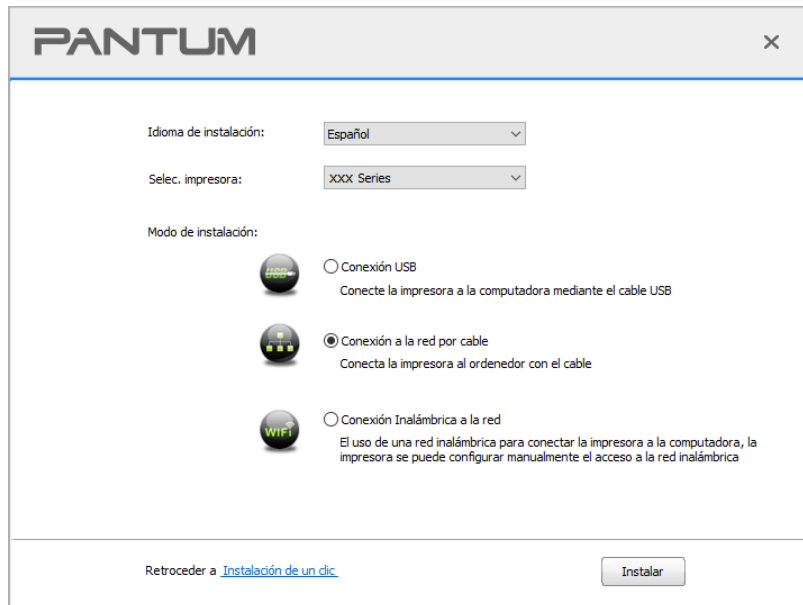 PANTUM
Idioma de instalación:
Español
Selec. impresora:
XXX Series
Modo de instalación:
USB
Conexión USB
Conecte la impresora a la computadora mediante el cable USB
Conexión a la red por cable
Conecta la impresora al ordenedor con el cable
WiFi
Conexión Inalámbrica a la red
El uso de una red inalámbrica para conectar la impresora a la computadora, la
impresora se puede configurar manualmente el acceso a la red inalámbrica
Retroceder a Instalación de un clic
Instalar